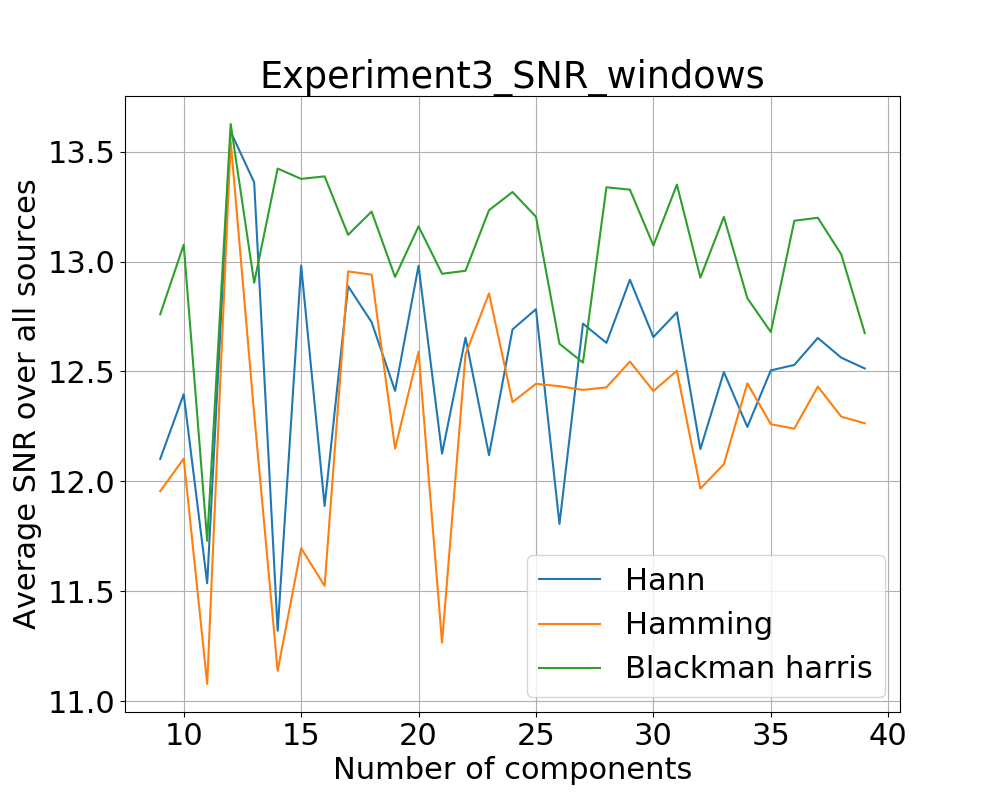 Experiment3_SNR_windows
Average SNR over all sources
13.5
13.0
12.5
12.0
11.5
11.0
Hann
Hamming
Blackman harris
10 15 20 25 30 35 40
Number of components